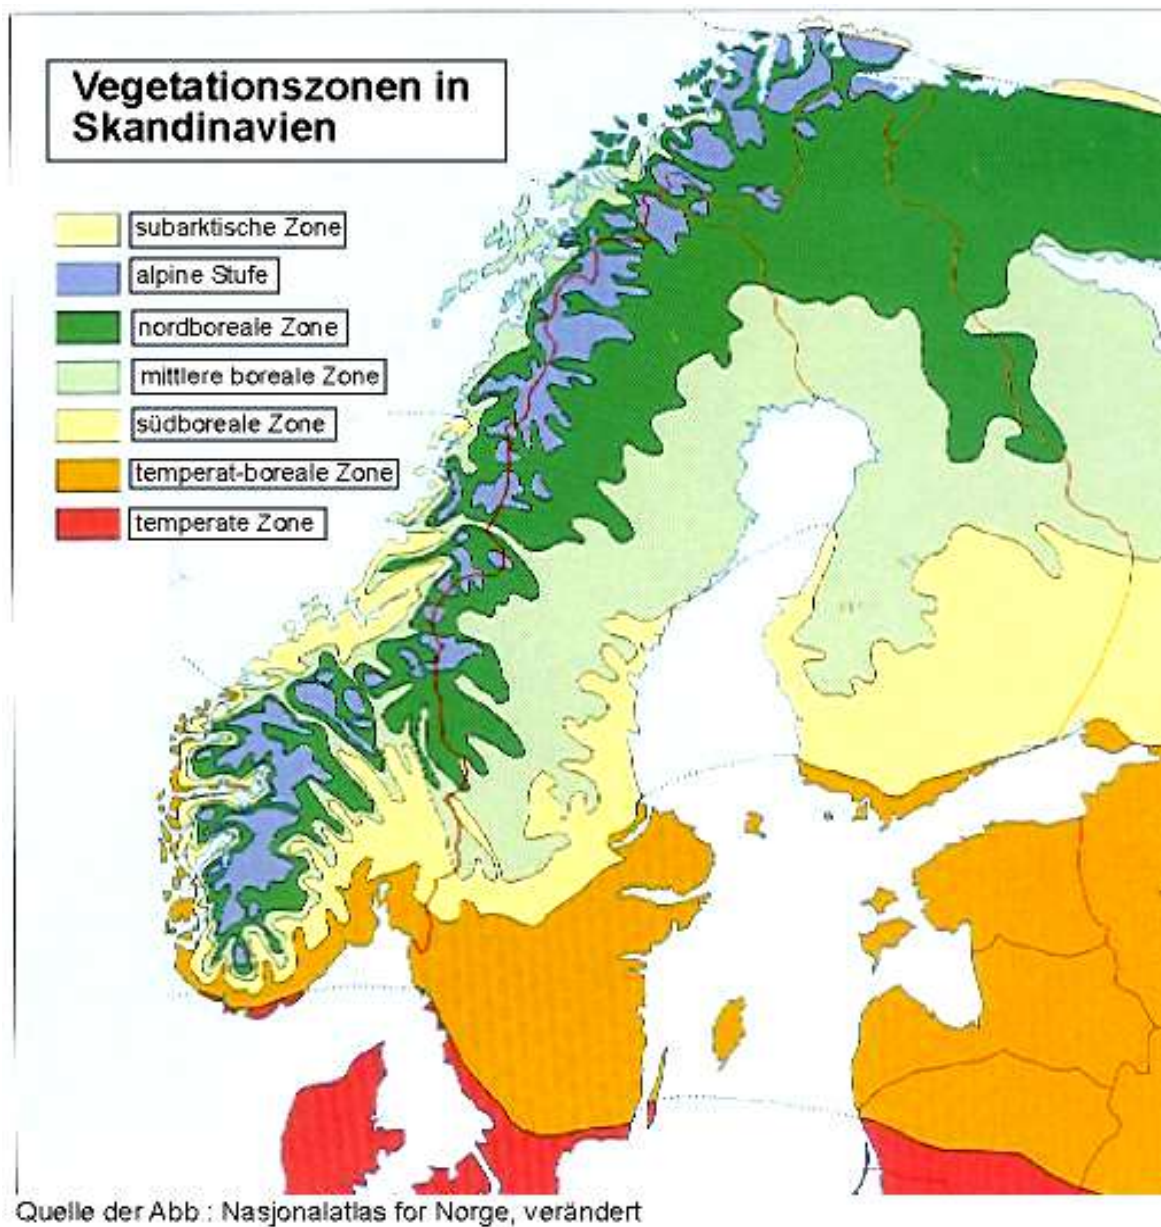 Vegetationszonen in
Skandinavien
subarktische Zone
alpine Stufe
nordboreale Zone
mittlere boreale Zone
südboreale Zone
temperat-boreale Zone
temperate Zone
Quelle der Abb.: Nasjonalatlas for Norge, verändert